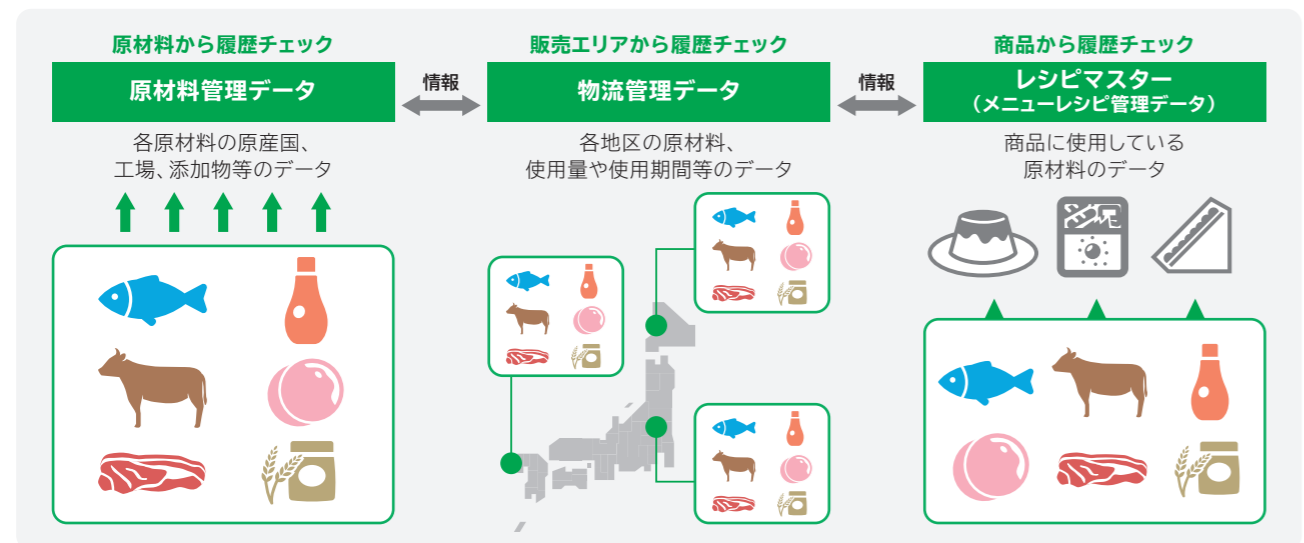 原材料から履歴チェック
原材料管理データ
各原材料の原産国、
工場、添加物等のデータ
情報
販売エリアから履歴チェック
物流管理データ
各地区の原材料、
使用量や使用期間等のデータ
情報
商品から履歴チェック
レシピマスター
（メニューレシピ管理データ）
商品に使用している
原材料のデータ